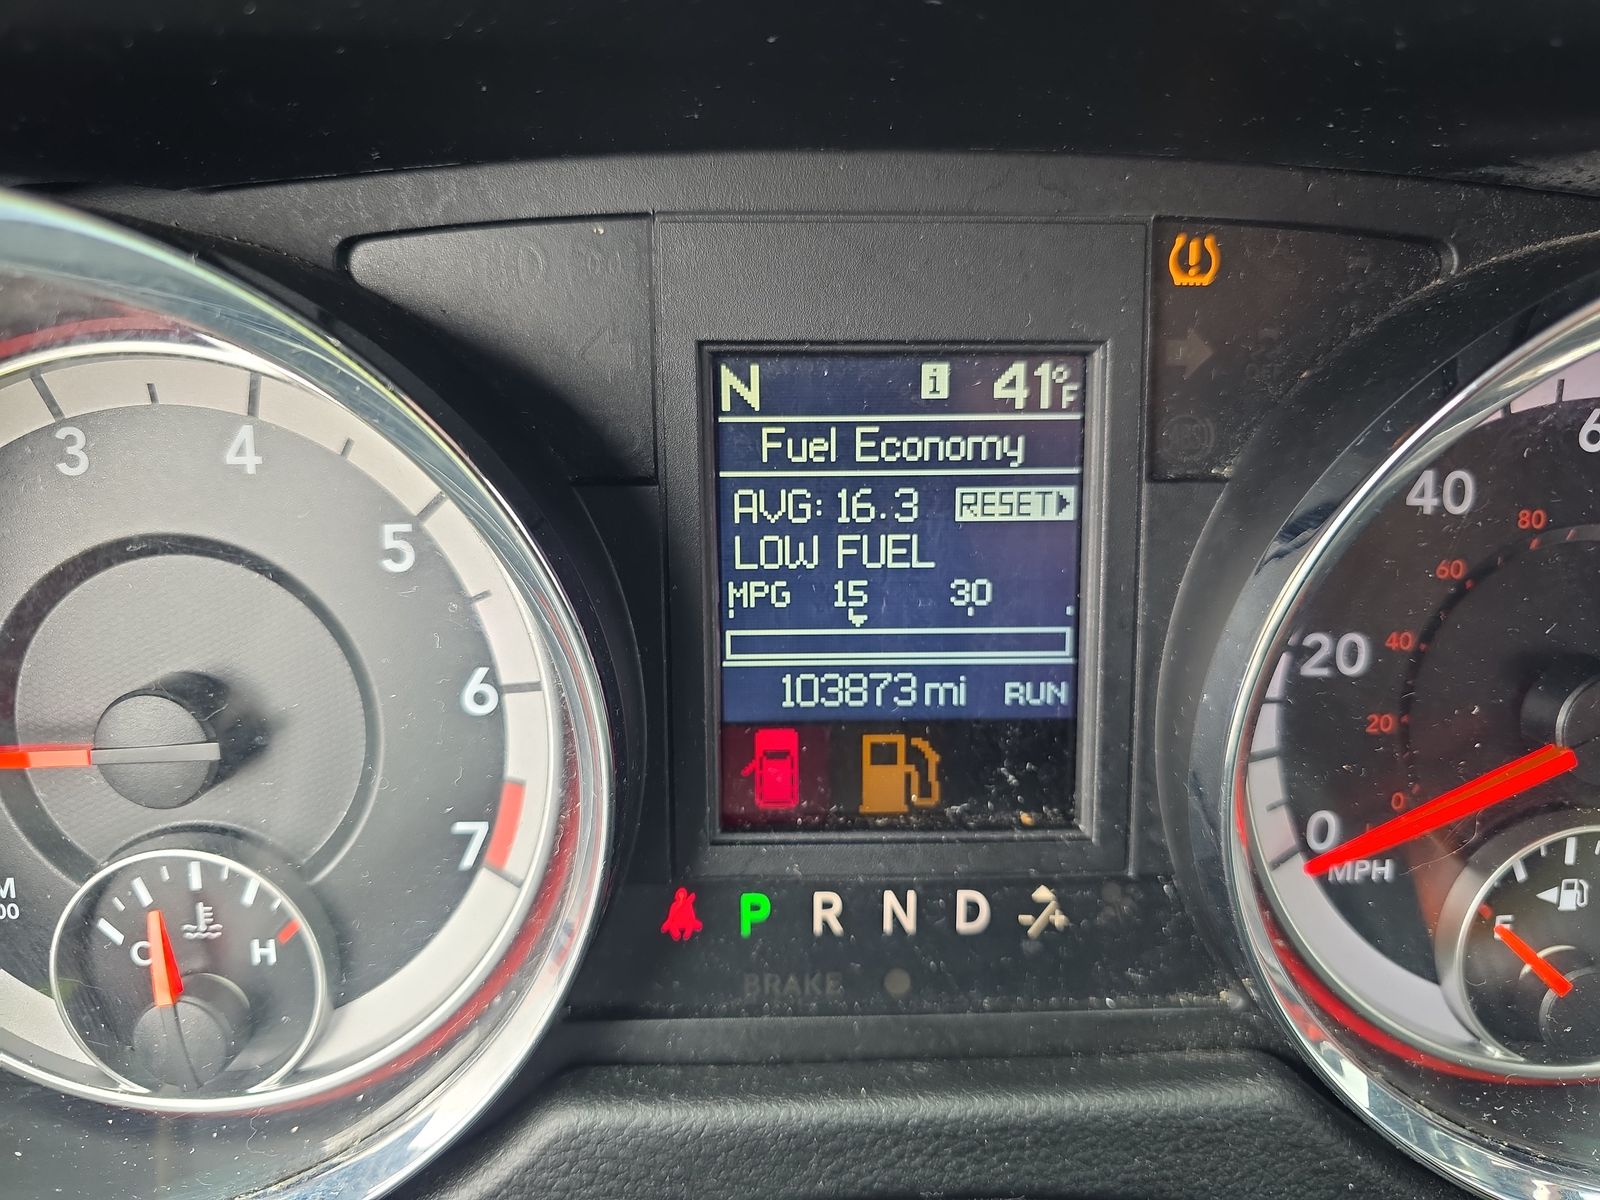 N i 41°F
Fuel Economy
AVG: 16.3 RESET
LOW FUEL
MPG 15 30
103873 mi RUN
P R N D
BRAKE
3
4
5
6
7
C H
0
20
40
MPH
0
20
40
60
80
E